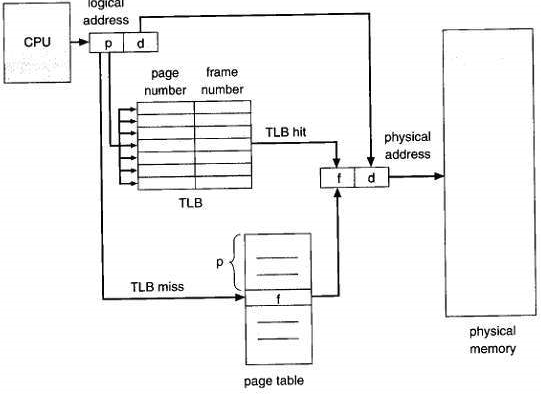 logical
address
CPU
p d
page
number
frame
number
TLB hit
physical
address
f d
TLB
p
TLB miss
f
physical
memory
page table